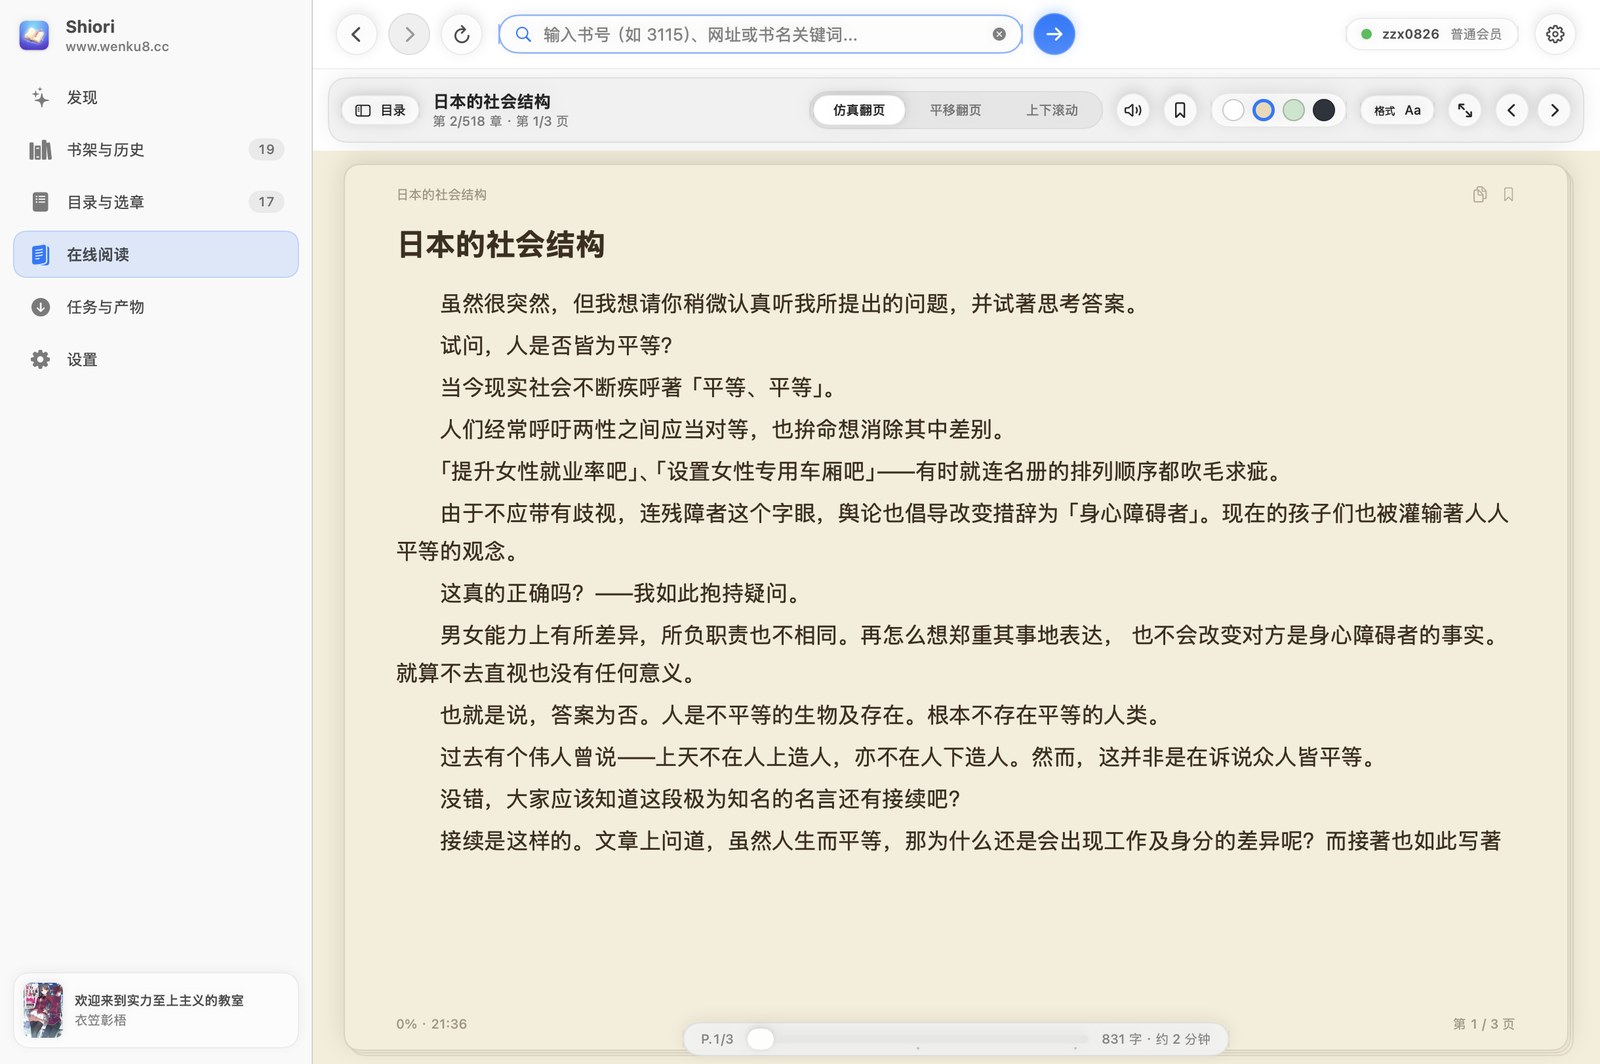 Shiori
www.wenku8.cc
发现
书架与历史 19
目录与选章 17
在线阅读
任务与产物
设置
欢迎来到实力至上主义的教室
衣笠彰梧
输入书号（如 3115）、网址或书名关键词...
zzx0826 普通会员
目录
日本的社会结构
第 2/518 章 · 第 1/3 页
仿真翻页 平移翻页 上下滚动
格式 Aa
日本的社会结构
日本的社会结构
虽然很突然，但我想请你稍微认真听我所提出的问题，并试著思考答案。
试问，人是否皆为平等？
当今现实社会不断疾呼著「平等、平等」。
人们经常呼吁两性之间应当对等，也拚命想消除其中差别。
「提升女性就业率吧」、「设置女性专用车厢吧」——有时就连名册的排列顺序都吹毛求疵。
由于不应带有歧视，连残障者这个字眼，舆论也倡导改变措辞为「身心障碍者」。现在的孩子们也被灌输著人人
平等的观念。
这真的正确吗？——我如此抱持疑问。
男女能力上有所差异，所负职责也不相同。再怎么想郑重其事地表达， 也不会改变对方是身心障碍者的事实。
就算不去直视也没有任何意义。
也就是说，答案为否。人是不平等的生物及存在。根本不存在平等的人类。
过去有个伟人曾说——上天不在人上造人，亦不在人下造人。然而，这并非是在诉说众人皆平等。
没错，大家应该知道这段极为知名的名言还有接续吧？
接续是这样的。文章上问道，虽然人生而平等，那为什么还是会出现工作及身分的差异呢？而接著也如此写著
0% · 21:36
P.1/3
831 字 · 约 2 分钟
第 1 / 3 页